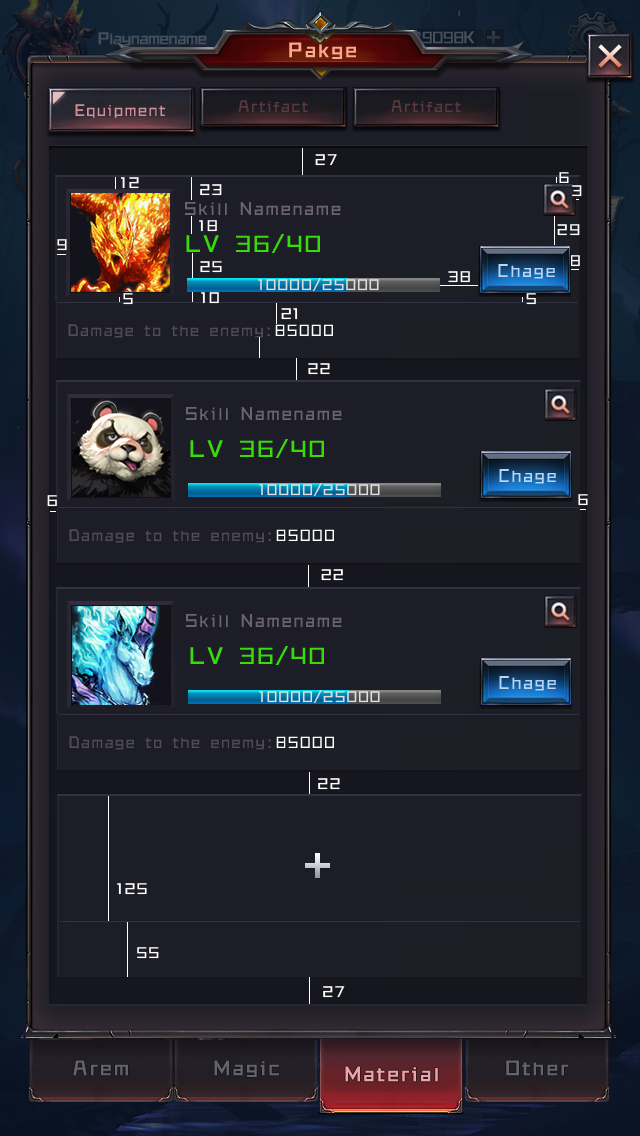 Playnamename
9098K +
Pakge
Equipment
Artifact
Artifact
27
12
6
23
3
Skill Namename
18
29
LV 36/40
9
8
25
Chage
38
10000/25000
5
10
5
21
Damage to the enemy:85000
22
Skill Namename
LV 36/40
Chage
10000/25000
6
6
Damage to the enemy:85000
22
Skill Namename
LV 36/40
Chage
10000/25000
Damage to the enemy:85000
22
+
125
55
27
Arem
Magic
Material
Other